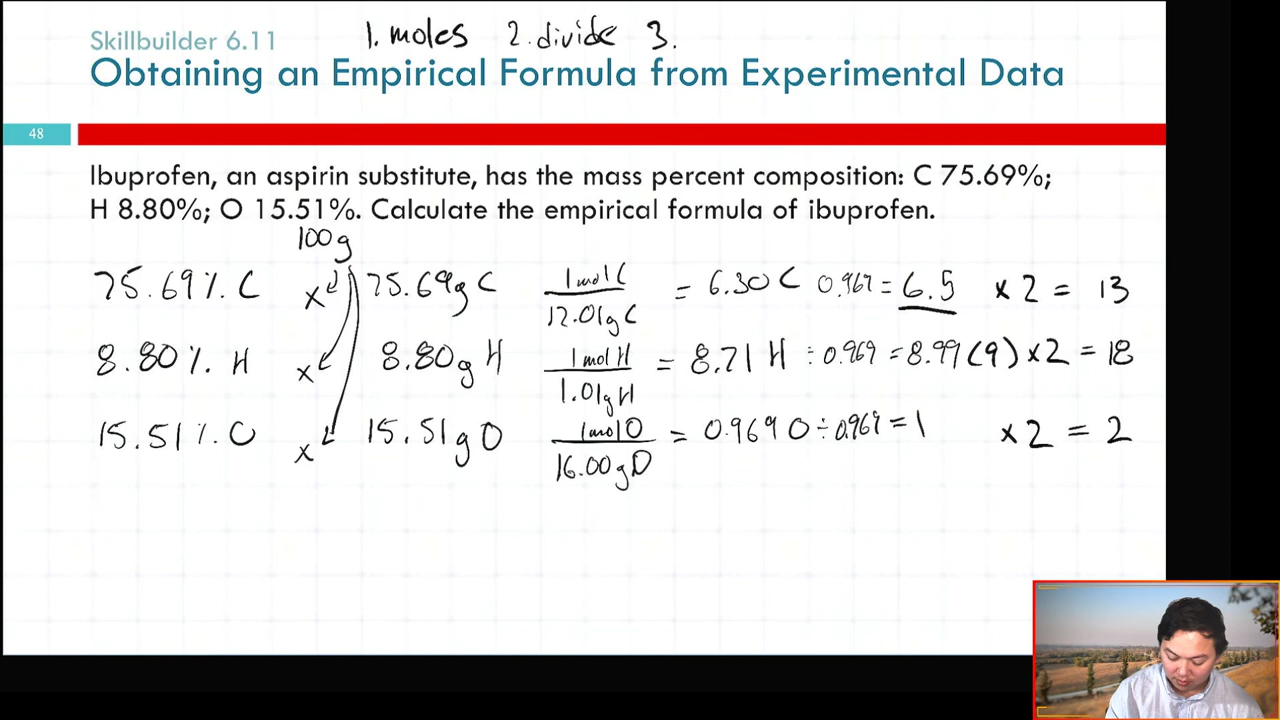 Skillbuilder 6.11 1. moles 2. divide 3.
Obtaining an Empirical Formula from Experimental Data
48
Ibuprofen, an aspirin substitute, has the mass percent composition: C 75.69%;
H 8.80%; O 15.51%. Calculate the empirical formula of ibuprofen.
100g
75.69% C x 75.69g C 1 mol C / 12.01g C = 6.30 C 0.969 = 6.5 x2 = 13
8.80% H x 8.80g H 1 mol H / 1.01g H = 8.71 H ÷ 0.969 = 8.99 (9) x2 = 18
15.51% O x 15.51g O 1 mol O / 16.00g O = 0.969 O ÷ 0.969 = 1 x2 = 2